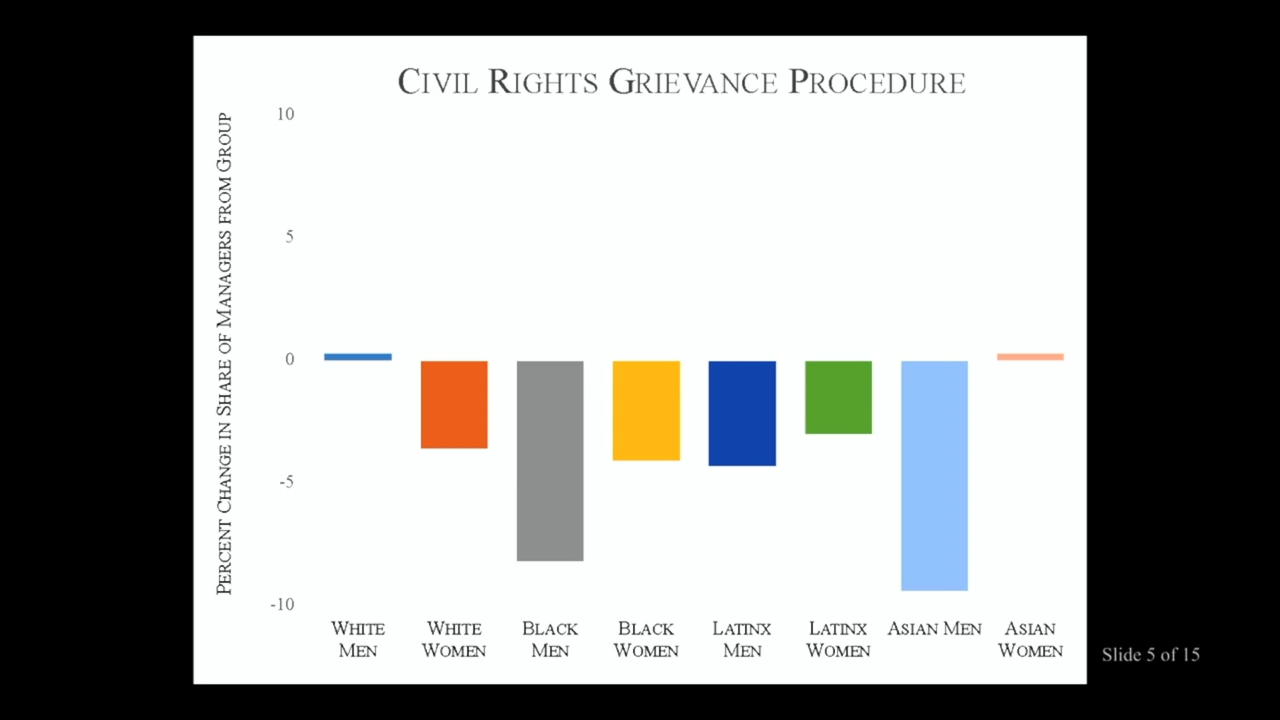 CIVIL RIGHTS GRIEVANCE PROCEDURE
PERCENT CHANGE IN SHARE OF MANAGERS FROM GROUP
10
5
0
-5
-10
WHITE MEN
WHITE WOMEN
BLACK MEN
BLACK WOMEN
LATINX MEN
LATINX WOMEN
ASIAN MEN
ASIAN WOMEN
Slide 5 of 15